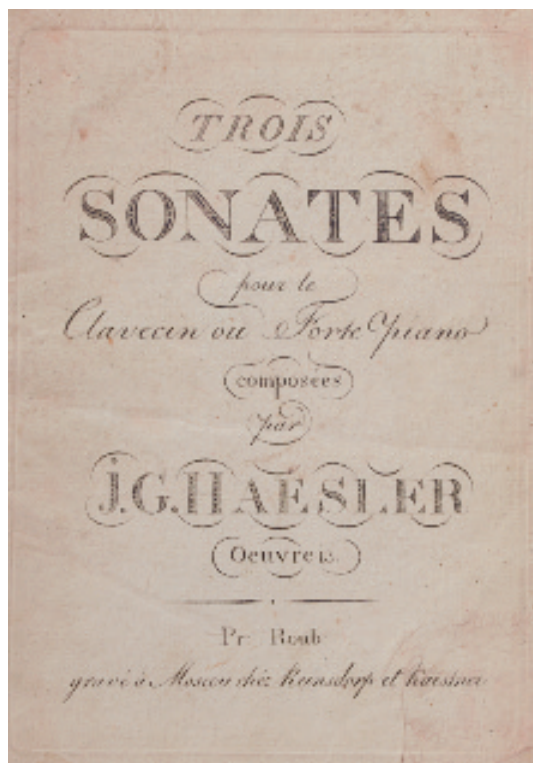 TROIS
SONATES
pour le
Clavecin ou Forte piano
composées
par
J.G. HAESLER
Oeuvre 13.
Pr Roub
gravé à Moscou chéz Reinsdorp et Kaestner